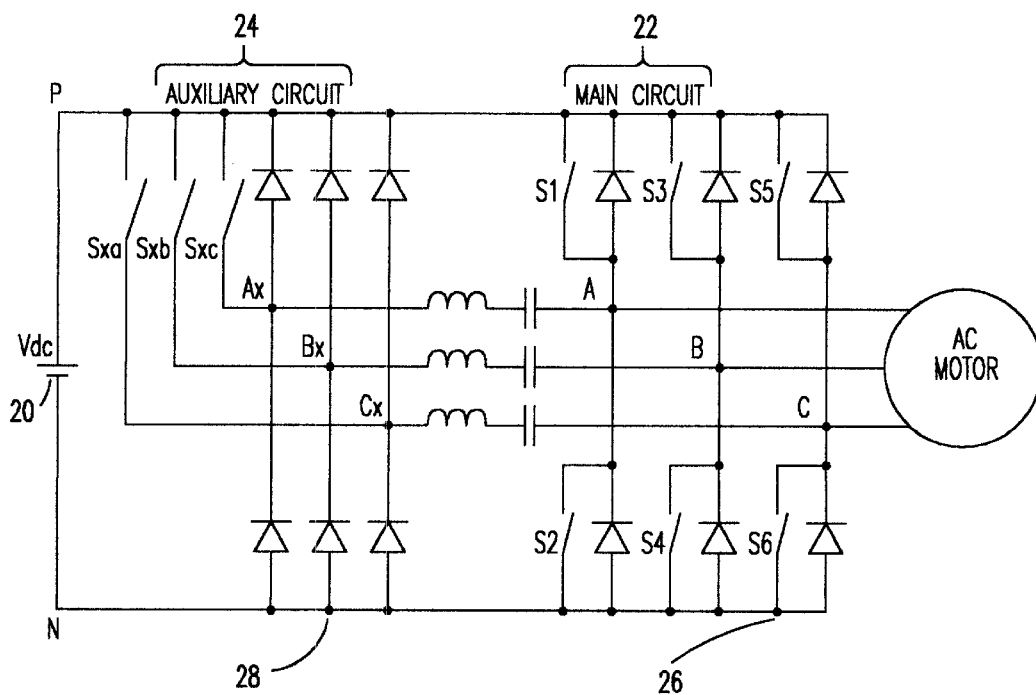 24
22
P
AUXILIARY CIRCUIT
MAIN CIRCUIT
S1
S3
S5
Sxa
Sxb
Sxc
Ax
A
Vdc
Bx
B
AC
MOTOR
20
Cx
C
S2
S4
S6
N
28
26